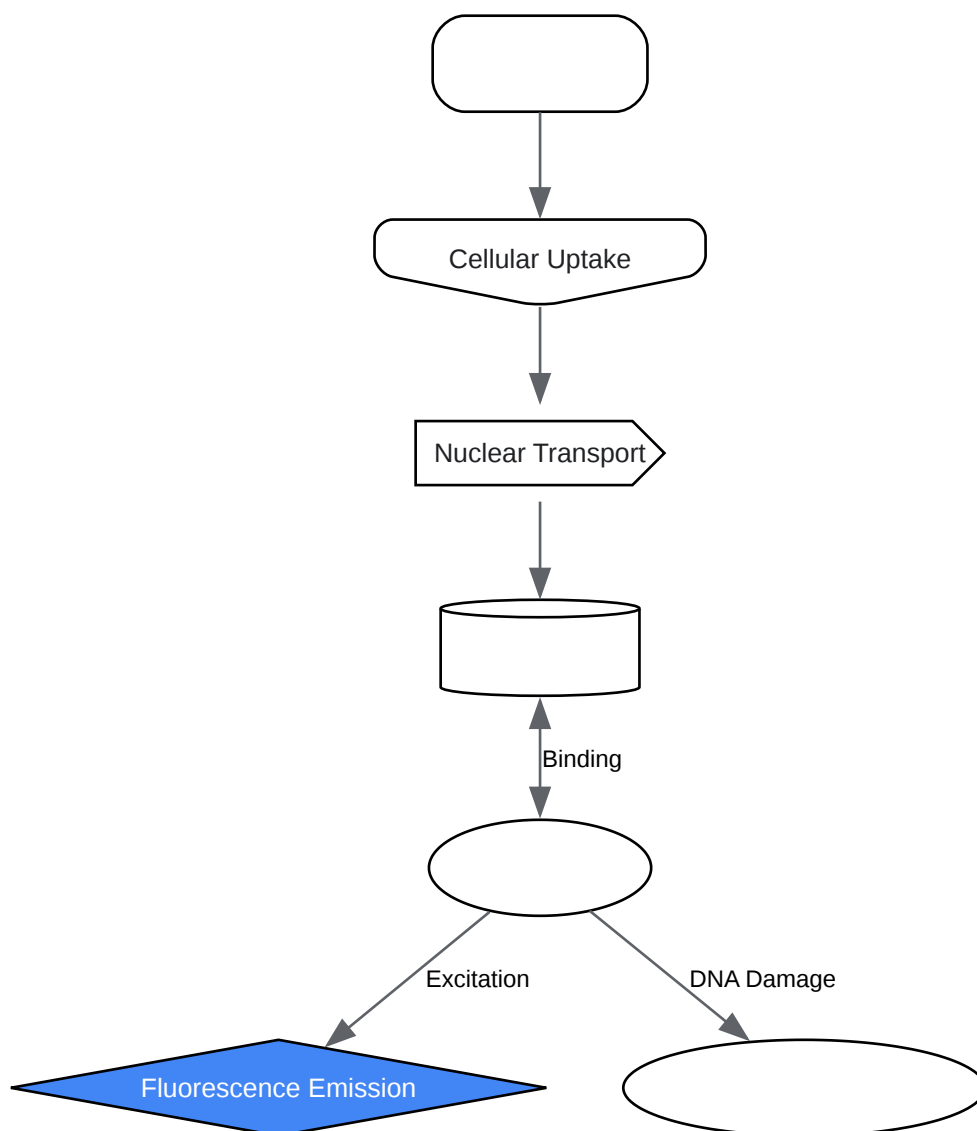 Cellular Uptake
Nuclear Transport
Binding
Excitation
DNA Damage
Fluorescence Emission